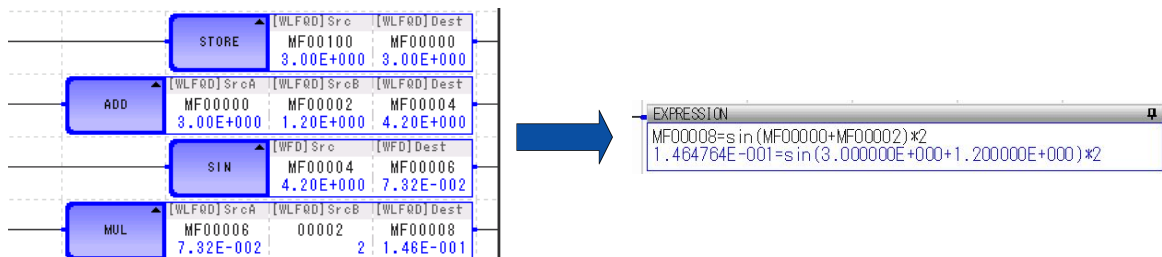 [WLFQD]Src [WLFQD]Dest
STORE MF00100 MF00000
3.00E+000 3.00E+000
[WLFQD]SrcA [WLFQD]SrcB [WLFQD]Dest
ADD MF00000 MF00002 MF00004
3.00E+000 1.20E+000 4.20E+000
[WFD]Src [WFD]Dest
SIN MF00004 MF00006
4.20E+000 7.32E-002
[WLFQD]SrcA [WLFQD]SrcB [WLFQD]Dest
MUL MF00006 00002 MF00008
7.32E-002 2 1.46E-001
EXPRESSION
MF00008=sin(MF00000+MF00002)*2
1.464764E-001=sin(3.000000E+000+1.200000E+000)*2